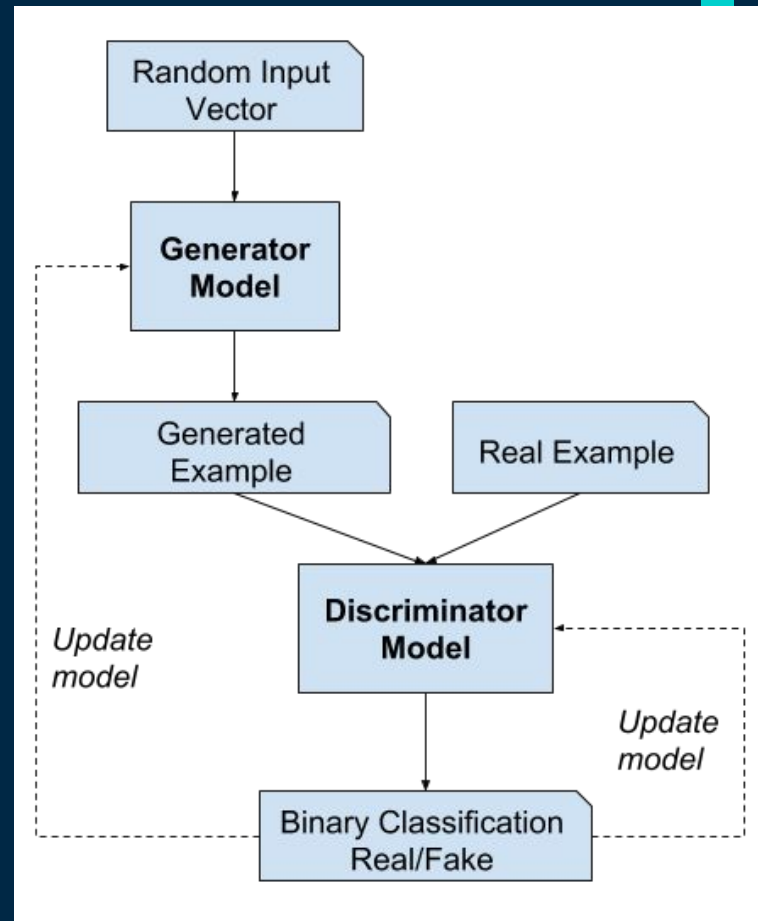 Random Input
Vector
Generator
Model
Generated
Example
Real Example
Discriminator
Model
Update
model
Update
model
Binary Classification
Real/Fake